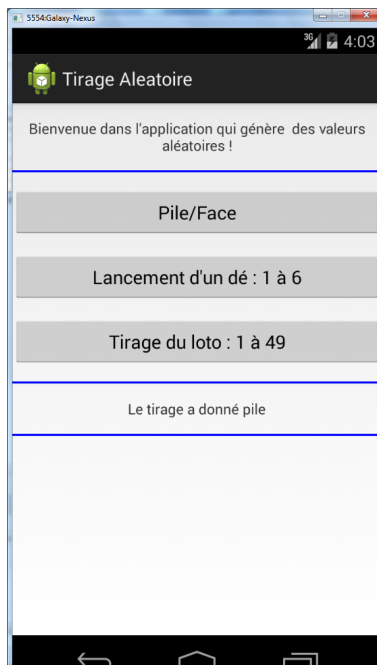 5554:Galaxy-Nexus
3G 4:03
Tirage Aleatoire
Bienvenue dans l'application qui génère des valeurs
aléatoires !
Pile/Face
Lancement d'un dé : 1 à 6
Tirage du loto : 1 à 49
Le tirage a donné pile